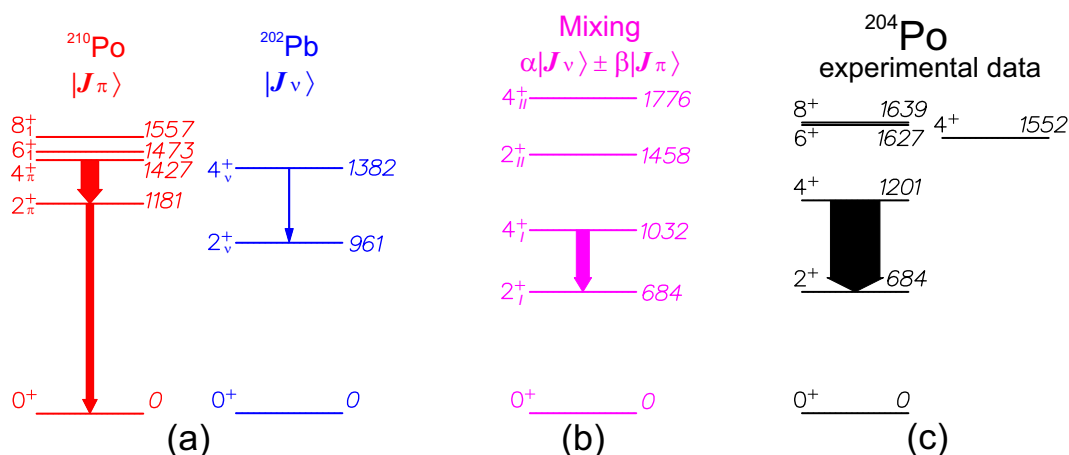 ²¹⁰Po
|Jπ⟩
8⁺₁ 1557
6⁺₁ 1473
4⁺π 1427
2⁺π 1181
0⁺ 0
²⁰²Pb
|Jν⟩
4⁺ν 1382
2⁺ν 961
0⁺ 0
(a)
Mixing
α|Jν⟩ ± β|Jπ⟩
4⁺II 1776
2⁺II 1458
4⁺I 1032
2⁺I 684
0⁺ 0
(b)
²⁰⁴Po
experimental data
8⁺ 1639
6⁺ 1627
4⁺ 1552
4⁺ 1201
2⁺ 684
0⁺ 0
(c)